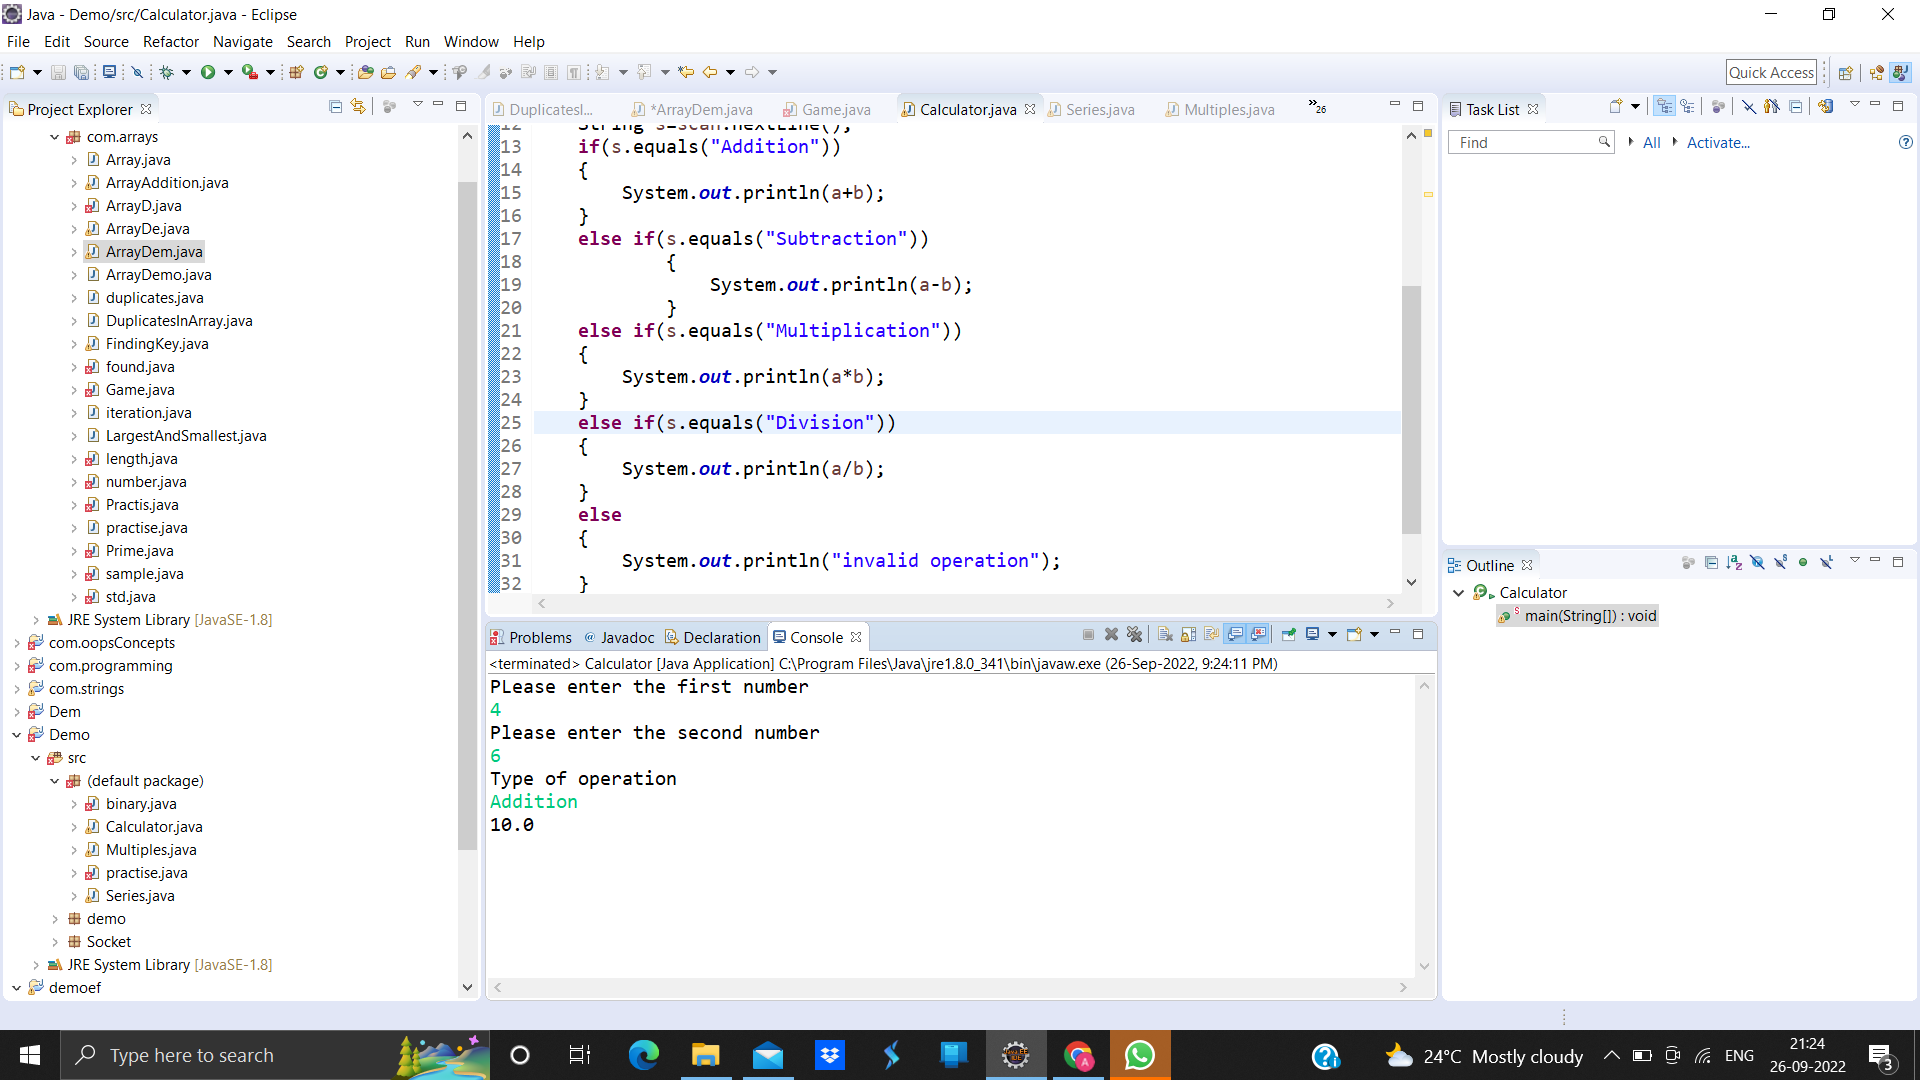 Java - Demo/src/Calculator.java - Eclipse
File Edit Source Refactor Navigate Search Project Run Window Help
Quick Access
Project Explorer
com.arrays
Array.java
ArrayAddition.java
ArrayD.java
ArrayDe.java
ArrayDem.java
ArrayDemo.java
duplicates.java
DuplicatesInArray.java
FindingKey.java
found.java
Game.java
iteration.java
LargestAndSmallest.java
length.java
number.java
Practis.java
practise.java
Prime.java
sample.java
std.java
JRE System Library [JavaSE-1.8]
com.oopsConcepts
com.programming
com.strings
Dem
Demo
src
(default package)
binary.java
Calculator.java
Multiples.java
practise.java
Series.java
demo
Socket
JRE System Library [JavaSE-1.8]
demoef
DuplicatesI... *ArrayDem.java Game.java Calculator.java Series.java Multiples.java »26
12 String s=scan.nextLine();
13 if(s.equals("Addition"))
14 {
15 System.out.println(a+b);
16 }
17 else if(s.equals("Subtraction"))
18 {
19 System.out.println(a-b);
20 }
21 else if(s.equals("Multiplication"))
22 {
23 System.out.println(a*b);
24 }
25 else if(s.equals("Division"))
26 {
27 System.out.println(a/b);
28 }
29 else
30 {
31 System.out.println("invalid operation");
32 }
Problems @ Javadoc Declaration Console
<terminated> Calculator [Java Application] C:\Program Files\Java\jre1.8.0_341\bin\javaw.exe (26-Sep-2022, 9:24:11 PM)
PLease enter the first number
4
Please enter the second number
6
Type of operation
Addition
10.0
Task List
Find All Activate...
Outline
Calculator
main(String[]) : void
Type here to search
24°C Mostly cloudy ENG
21:24
26-09-2022
3